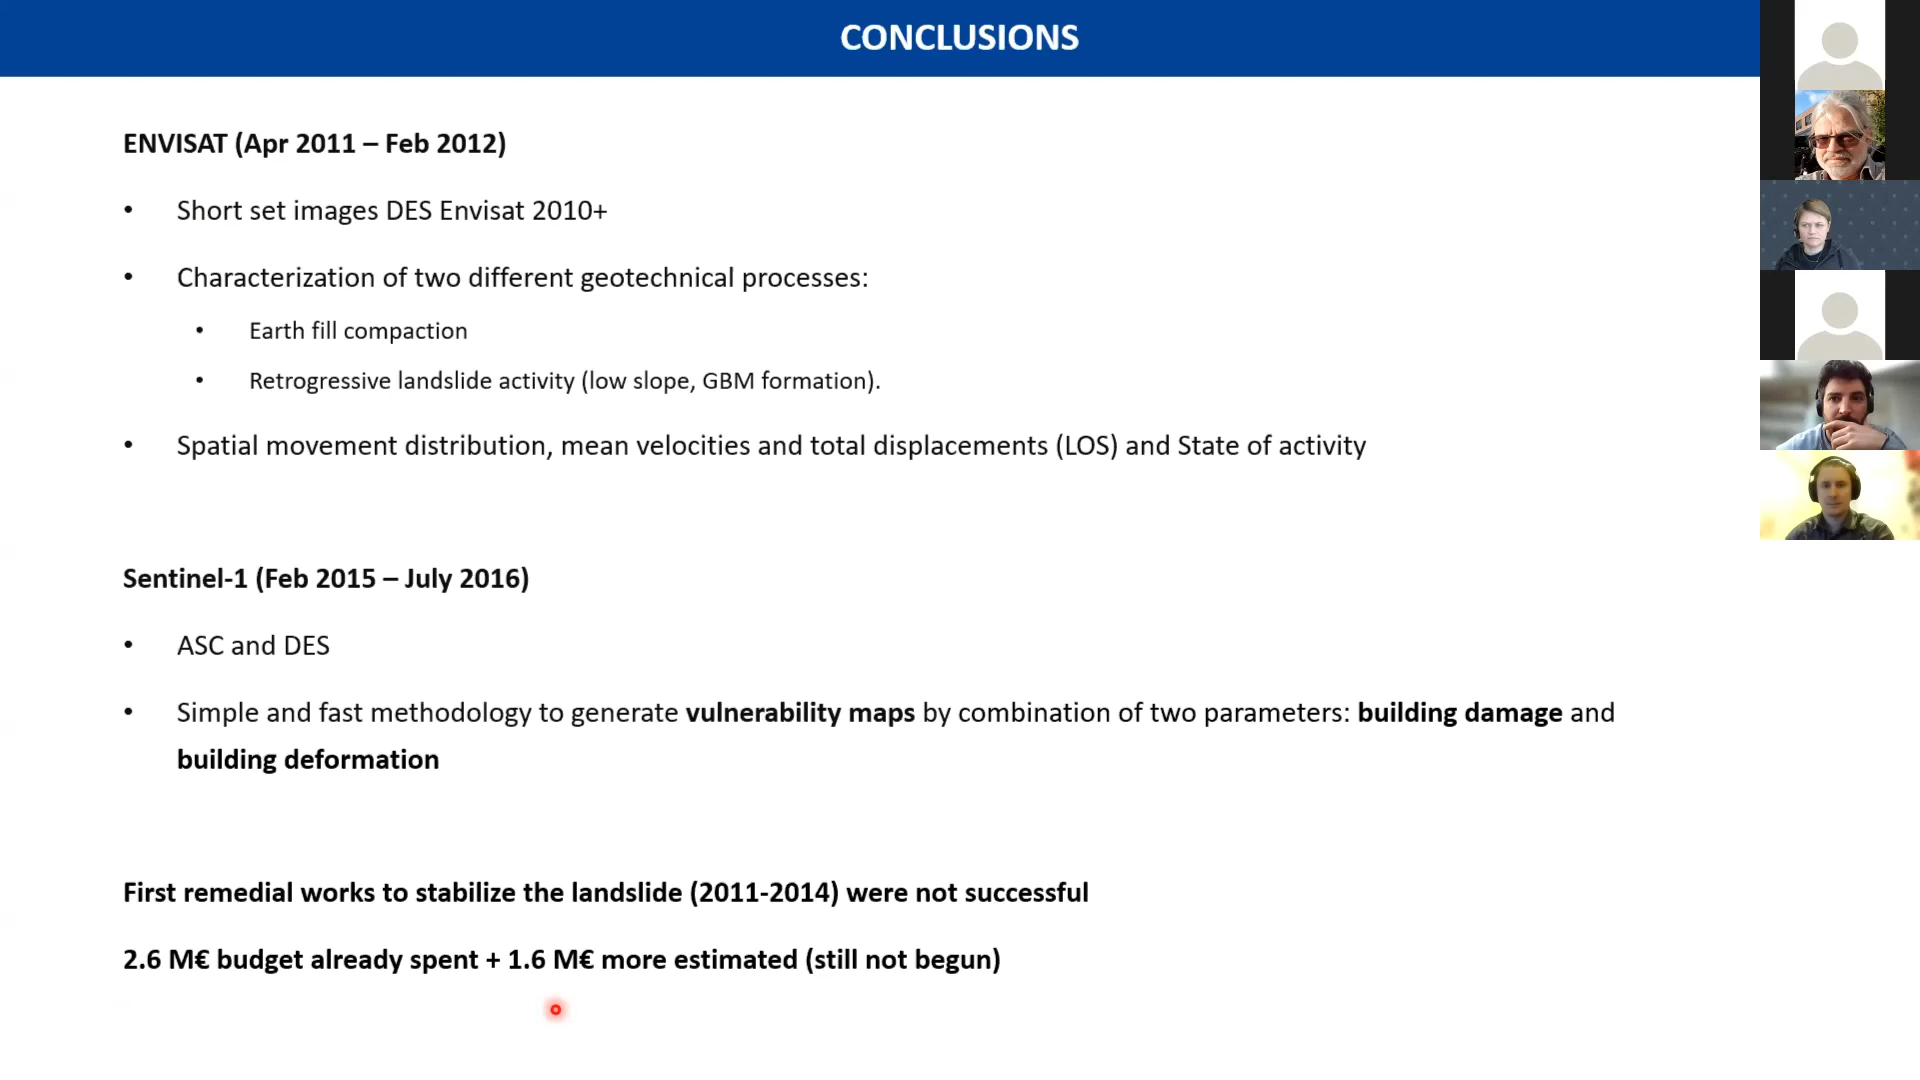 CONCLUSIONS
ENVISAT (Apr 2011 – Feb 2012)
• Short set images DES Envisat 2010+
• Characterization of two different geotechnical processes:
• Earth fill compaction
• Retrogressive landslide activity (low slope, GBM formation).
• Spatial movement distribution, mean velocities and total displacements (LOS) and State of activity
Sentinel-1 (Feb 2015 – July 2016)
• ASC and DES
• Simple and fast methodology to generate vulnerability maps by combination of two parameters: building damage and
building deformation
First remedial works to stabilize the landslide (2011-2014) were not successful
2.6 M€ budget already spent + 1.6 M€ more estimated (still not begun)